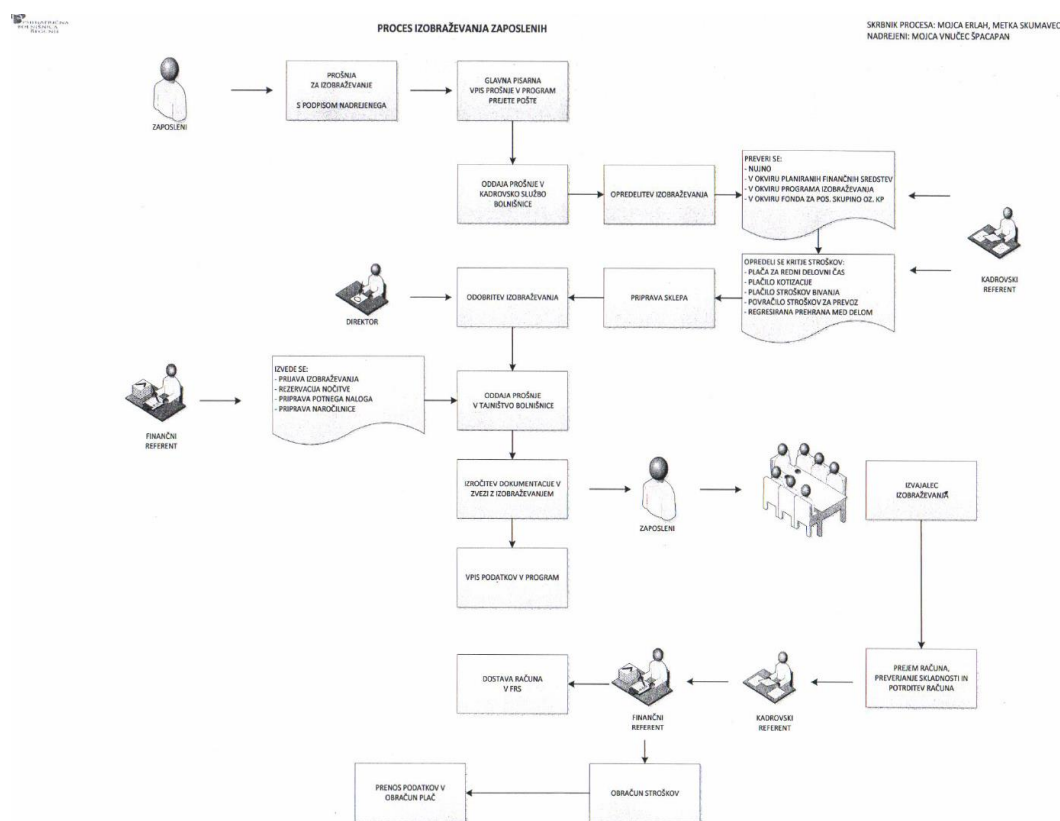 PSIHIATRIČNA
BOLNIŠNICA
BEGUNJE
PROCES IZOBRAŽEVANJA ZAPOSLENIH
SKRBNIK PROCESA: MOJCA ERLAH, METKA SKUMAVEC
NADREJENI: MOJCA VNUČEC ŠPACAPAN
ZAPOSLENI
PROŠNJA
ZA IZOBRAŽEVANJE
S PODPISOM NADREJENEGA
GLAVNA PISARNA
VPIS PROŠNJE V PROGRAM
PREJETE POŠTE
ODDAJA PROŠNJE V
KADROVSKO SLUŽBO
BOLNIŠNICE
OPREDELITEV IZOBRAŽEVANJA
PREVERI SE:
- NUJNO
- V OKVIRU PLANIRANIH FINANČNIH SREDSTEV
- V OKVIRU PROGRAMA IZOBRAŽEVANJA
- V OKVIRU FONDA ZA POS. SKUPINO OZ. KP
KADROVSKI
REFERENT
OPREDELI SE KRITJE STROŠKOV:
- PLAČA ZA REDNI DELOVNI ČAS
- PLAČILO KOTIZACIJE
- PLAČILO STROŠKOV BIVANJA
- POVRAČILO STROŠKOV ZA PREVOZ
- REGRESIRANA PREHRANA MED DELOM
PRIPRAVA SKLEPA
ODOBRITEV IZOBRAŽEVANJA
DIREKTOR
FINANČNI
REFERENT
IZVEDE SE:
- PRIJAVA IZOBRAŽEVANJA
- REZERVACIJA NOČITVE
- PRIPRAVA POTNEGA NALOGA
- PRIPRAVA NAROČILNICE
ODDAJA PROŠNJE
V TAJNIŠTVO BOLNIŠNICE
IZROČITEV DOKUMENTACIJE V
ZVEZI Z IZOBRAŽEVANJEM
ZAPOSLENI
IZVAJALEC
IZOBRAŽEVANJA
VPIS PODATKOV V PROGRAM
PREJEM RAČUNA,
PREVERJANJE SKLADNOSTI IN
POTRDITEV RAČUNA
KADROVSKI
REFERENT
FINANČNI
REFERENT
DOSTAVA RAČUNA
V FRS
OBRAČUN STROŠKOV
PRENOS PODATKOV V
OBRAČUN PLAČ